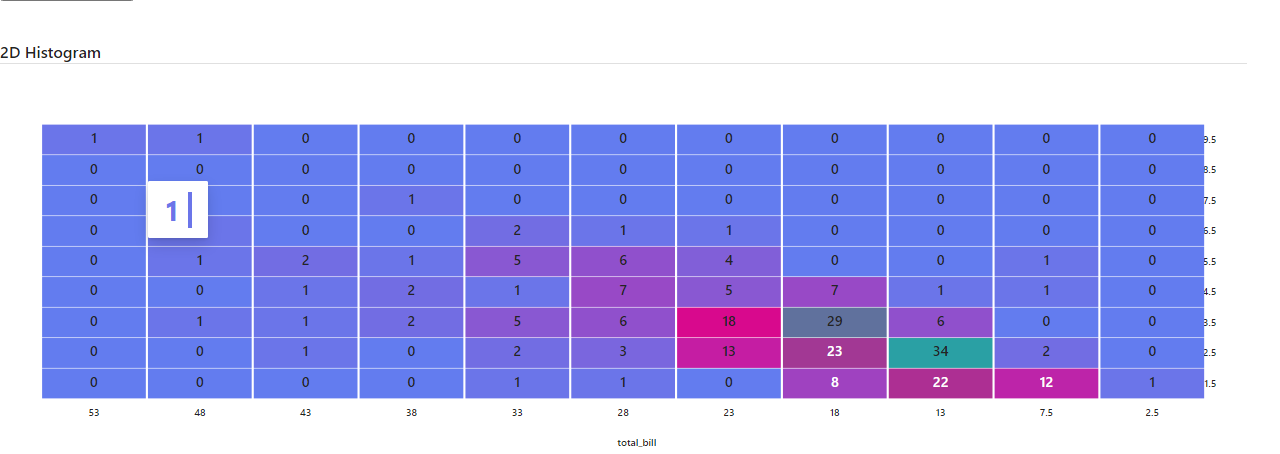 2D Histogram
1 1 0 0 0 0 0 0 0 0 0 9.5
0 0 0 0 0 0 0 0 0 0 0 8.5
0 0 1 0 0 0 0 0 0 0 7.5
1
0 0 0 2 1 1 0 0 0 0 6.5
0 1 2 1 5 6 4 0 0 1 0 5.5
0 0 1 2 1 7 5 7 1 1 0 4.5
0 1 1 2 5 6 18 29 6 0 0 3.5
0 0 1 0 2 3 13 23 34 2 0 2.5
0 0 0 0 1 1 0 8 22 12 1 1.5
53 48 43 38 33 28 23 18 13 7.5 2.5
total_bill